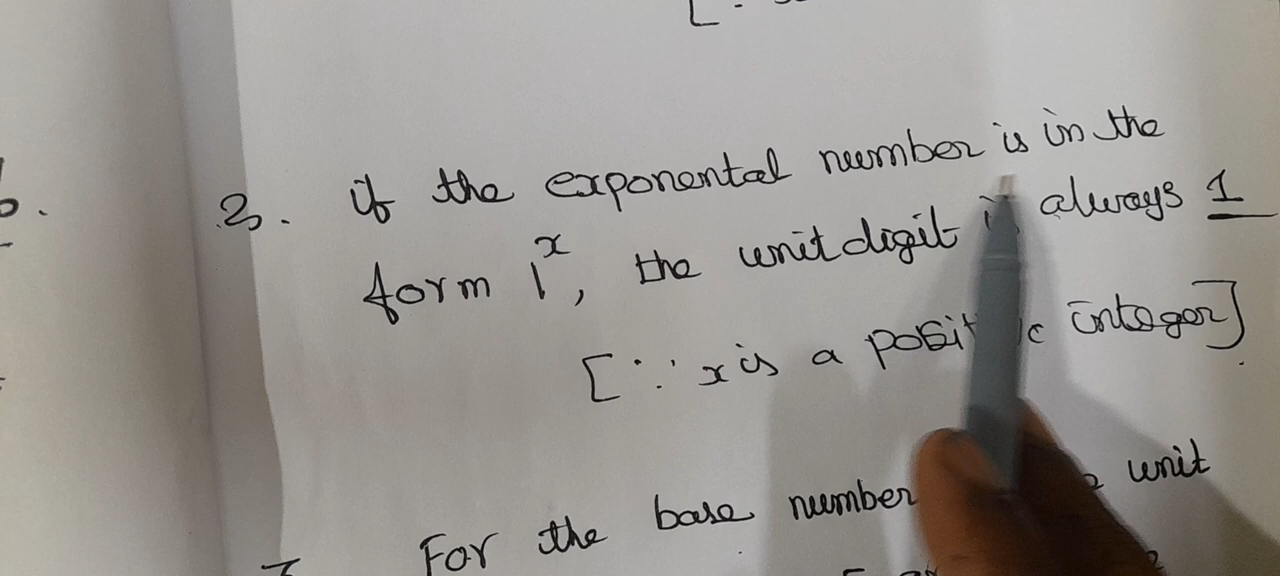 3. if the exponental number is in the
form 1^x, the unit digit always 1
[∵ x is a integer]
For the base number unit